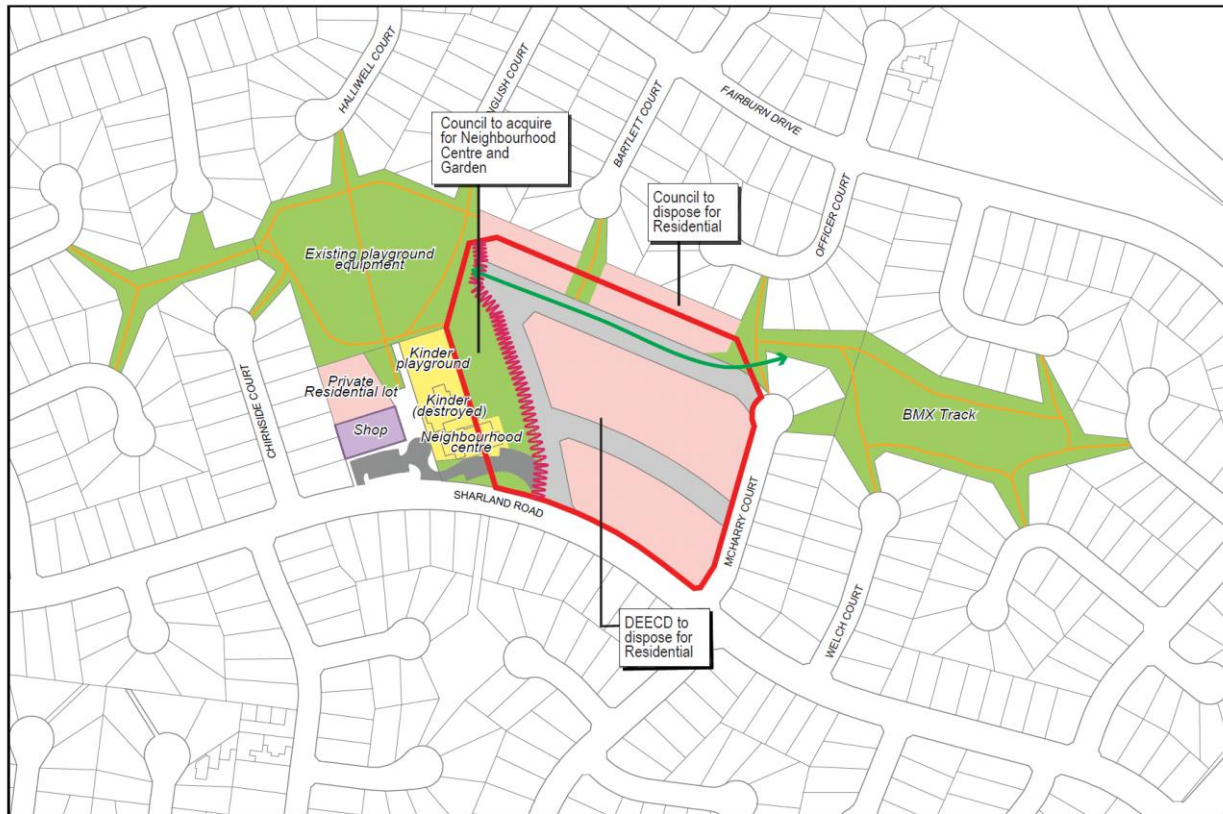 HALLIWELL COURT
NGLISH COURT
BARTLETT COURT
FAIRBURN DRIVE
OFFICER COURT
Council to acquire
for Neighbourhood
Centre and
Garden
Council to
dispose for
Residential
Existing playground
equipment
Kinder
playground
Private
Residential lot
Kinder
(destroyed)
Shop
Neighbourhood
centre
CHIRNSIDE COURT
SHARLAND ROAD
BMX Track
MCHARRY COURT
WELCH COURT
DEECD to
dispose for
Residential